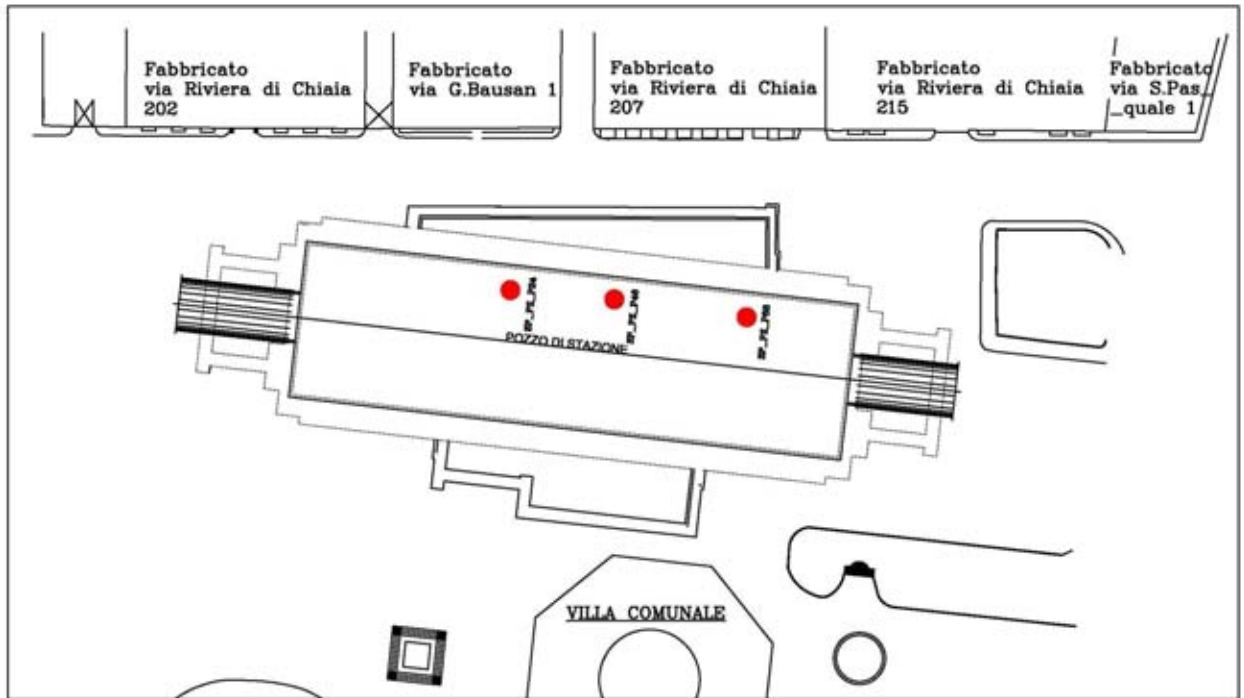 Fabbricato
via Riviera di Chiaia
202
Fabbricato
via G.Bausan 1
Fabbricato
via Riviera di Chiaia
207
Fabbricato
via Riviera di Chiaia
215
Fabbricato
via S.Pas_
_quale 1
POZZO DI STAZIONE
VILLA COMUNALE